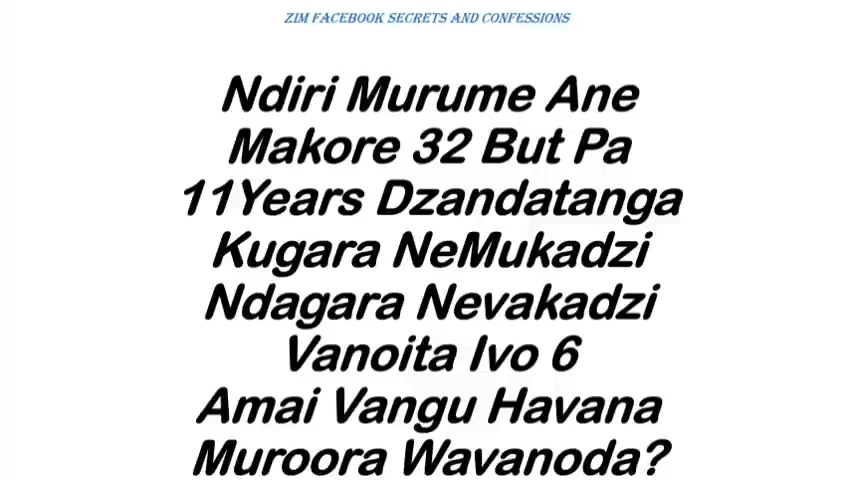 ZIM FACEBOOK SECRETS AND CONFESSIONS
Ndiri Murume Ane
Makore 32 But Pa
11Years Dzandatanga
Kugara NeMukadzi
Ndagara Nevakadzi
Vanoita Ivo 6
Amai Vangu Havana
Muroora Wavanoda?